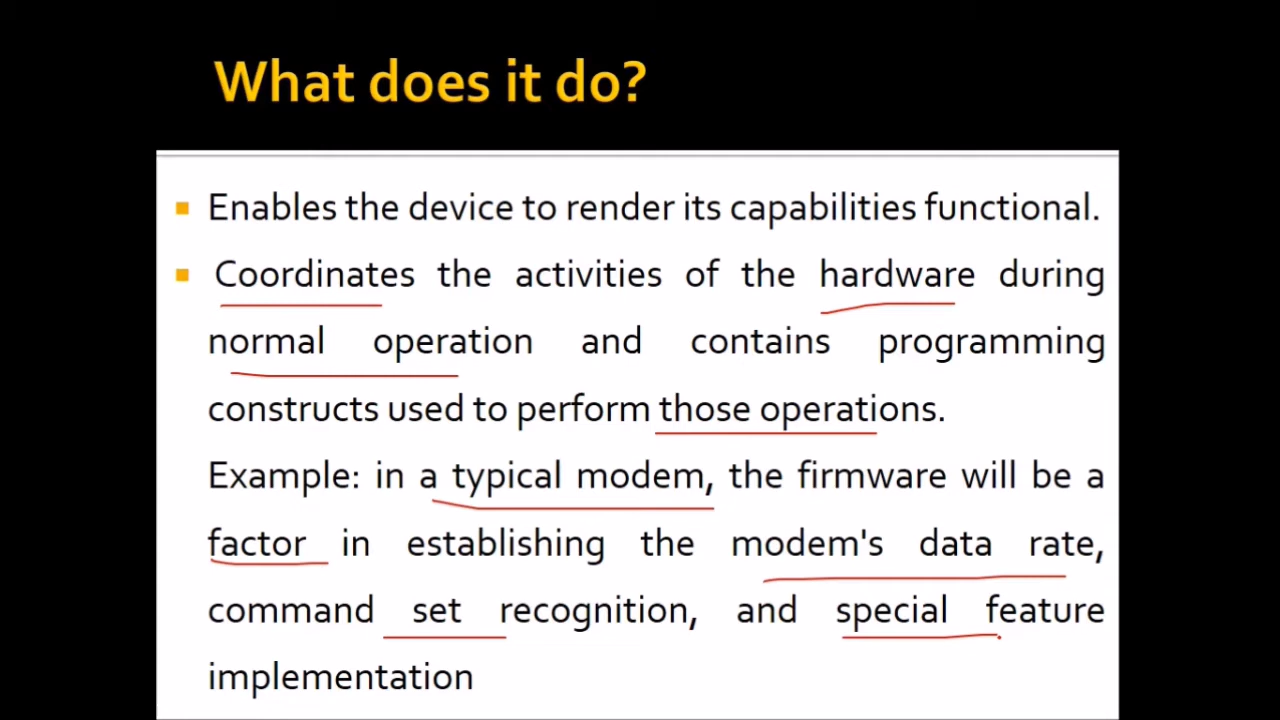 What does it do?
Enables the device to render its capabilities functional.
Coordinates the activities of the hardware during
normal operation and contains programming
constructs used to perform those operations.
Example: in a typical modem, the firmware will be a
factor in establishing the modem's data rate,
command set recognition, and special feature
implementation